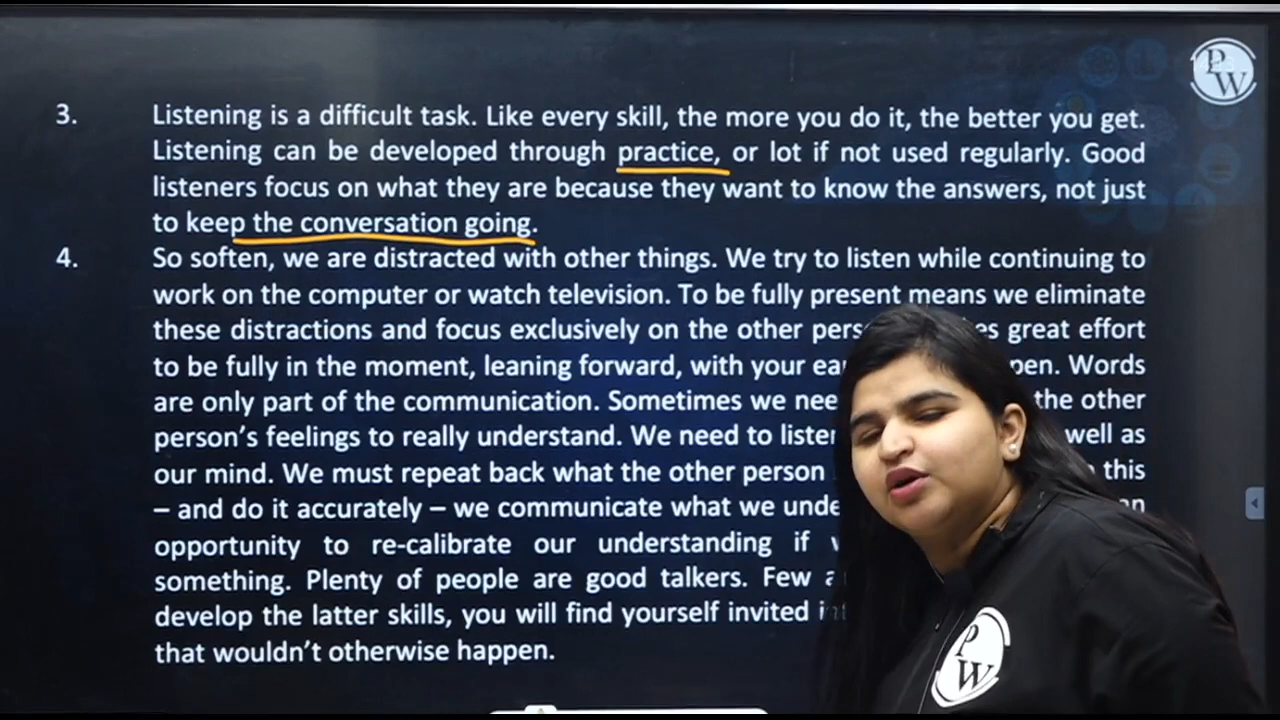 P
W
3. Listening is a difficult task. Like every skill, the more you do it, the better you get.
Listening can be developed through practice, or lot if not used regularly. Good
listeners focus on what they are because they want to know the answers, not just
to keep the conversation going.
4. So soften, we are distracted with other things. We try to listen while continuing to
work on the computer or watch television. To be fully present means we eliminate
these distractions and focus exclusively on the other great effort
to be fully in the moment, leaning forward, with your Words
are only part of the communication. Sometimes we the other
person's feelings to really understand. We need to well as
our mind. We must repeat back what the other person this
– and do it accurately – we communicate what we
opportunity to re-calibrate our understanding if
something. Plenty of people are good talkers. Few
develop the latter skills, you will find yourself invited
that wouldn't otherwise happen.
P
W